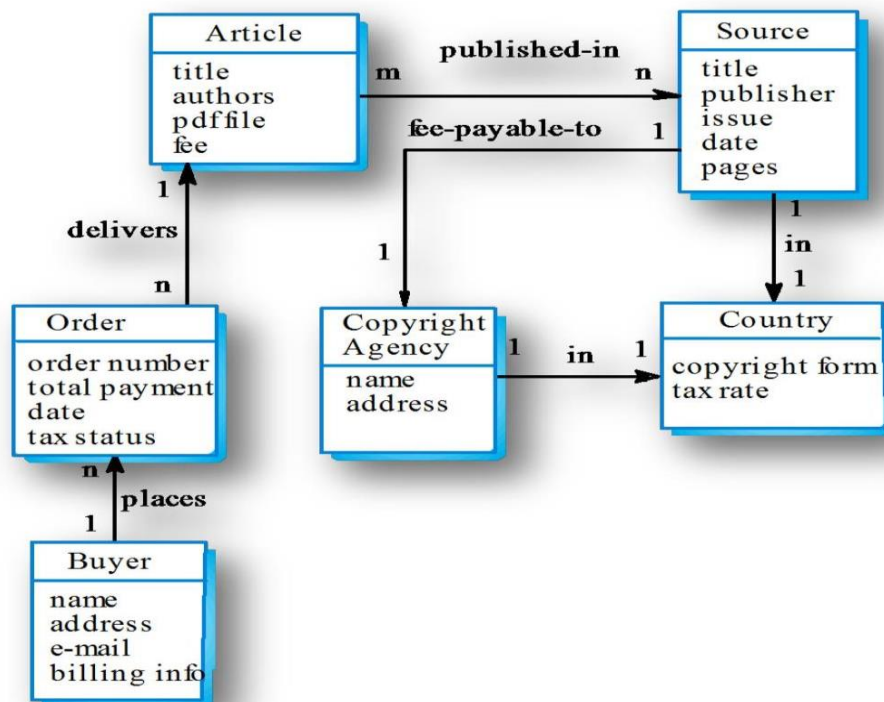 Article
title
authors
pdffile
fee
m
published-in
n
Source
title
publisher
issue
date
pages
fee-payable-to
1
1
delivers
n
1
1
in
1
Order
order number
total payment
date
tax status
Copyright
Agency
name
address
1
in
1
Country
copyright form
tax rate
n
places
1
Buyer
name
address
e-mail
billing info